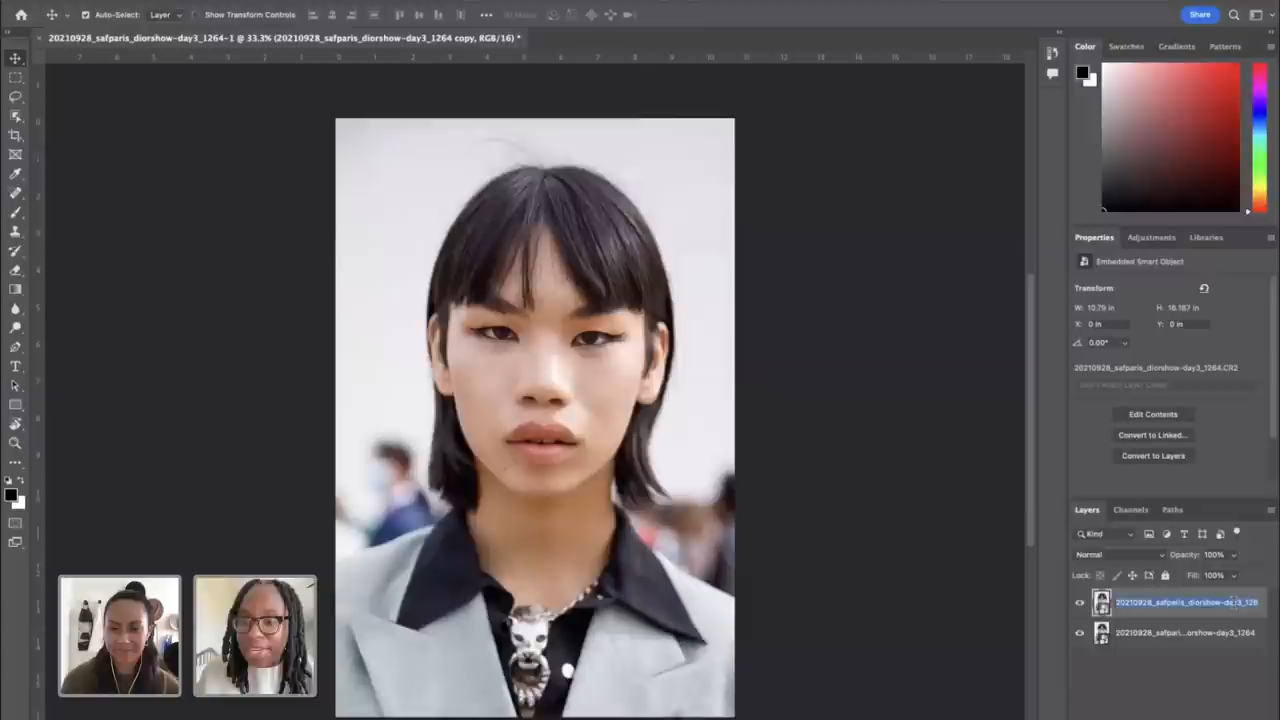 Auto-Select: Layer Show Transform Controls
Share
20210928_safparis_diorshow-day3_1264-1 @ 33.3% (20210928_safparis_diorshow-day3_1264 copy, RGB/16) *
Color Swatches Gradients Patterns
Properties Adjustments Libraries
Embedded Smart Object
Transform
W: 10.79 in H: 16.187 in
X: 0 in Y: 0 in
0.00°
20210928_safparis_diorshow-day3_1264.CR2
Edit Contents
Convert to Linked...
Convert to Layers
Layers Channels Paths
Kind
Normal Opacity: 100%
Lock: Fill: 100%
20210928_safparis_diorshow-day3_126
20210928_safpari...orshow-day3_1264